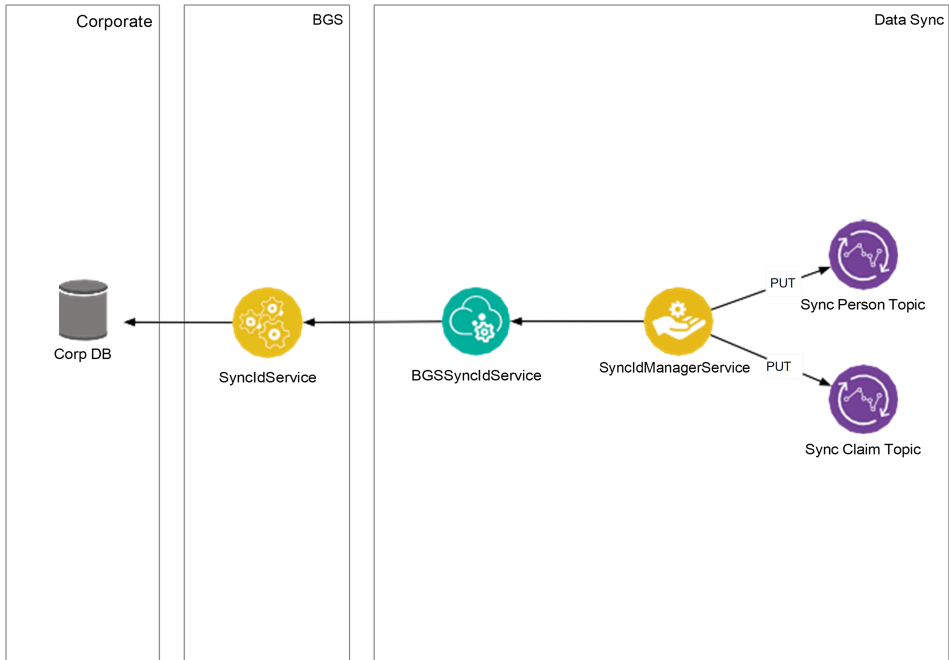 Corporate
BGS
Data Sync
PUT
Sync Person Topic
Corp DB
SyncIdService
BGSSyncIdService
SyncIdManagerService
PUT
Sync Claim Topic